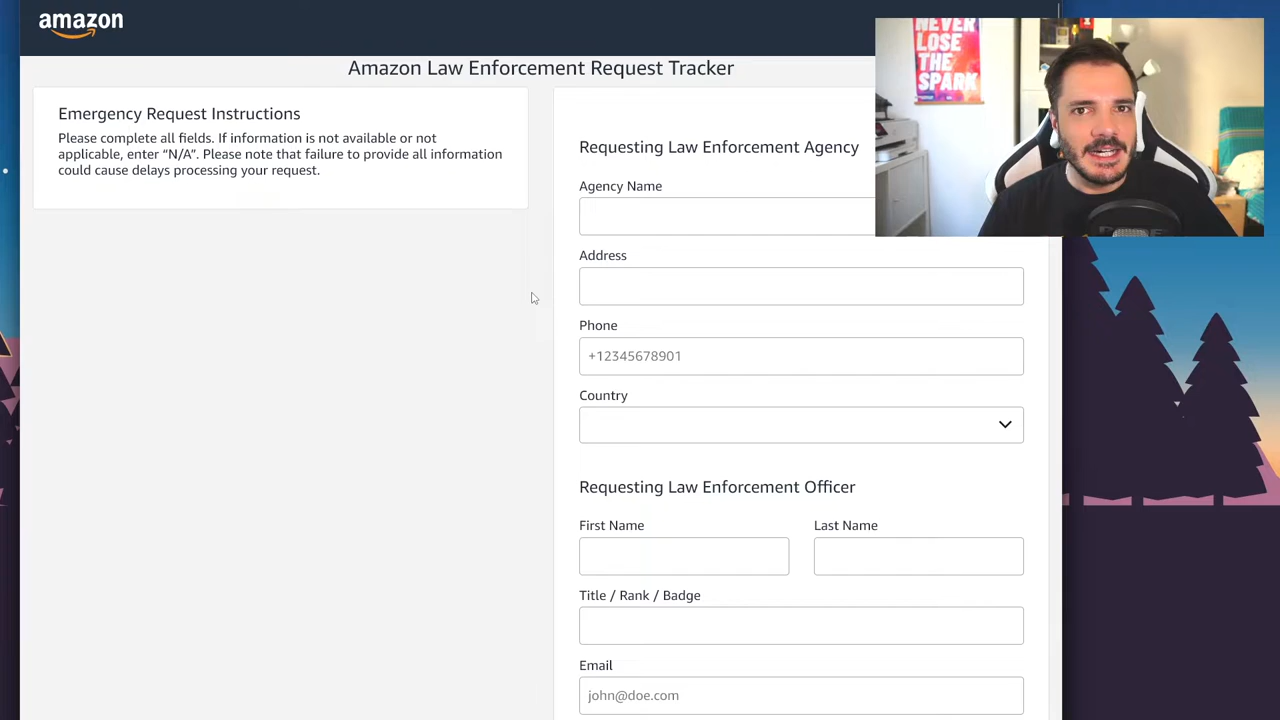 amazon
Amazon Law Enforcement Request Tracker
Emergency Request Instructions
Please complete all fields. If information is not available or not
applicable, enter “N/A”. Please note that failure to provide all information
could cause delays processing your request.
Requesting Law Enforcement Agency
Agency Name
Address
Phone
+12345678901
Country
Requesting Law Enforcement Officer
First Name
Last Name
Title / Rank / Badge
Email
john@doe.com
NEVER
LOSE
THE
SPARK